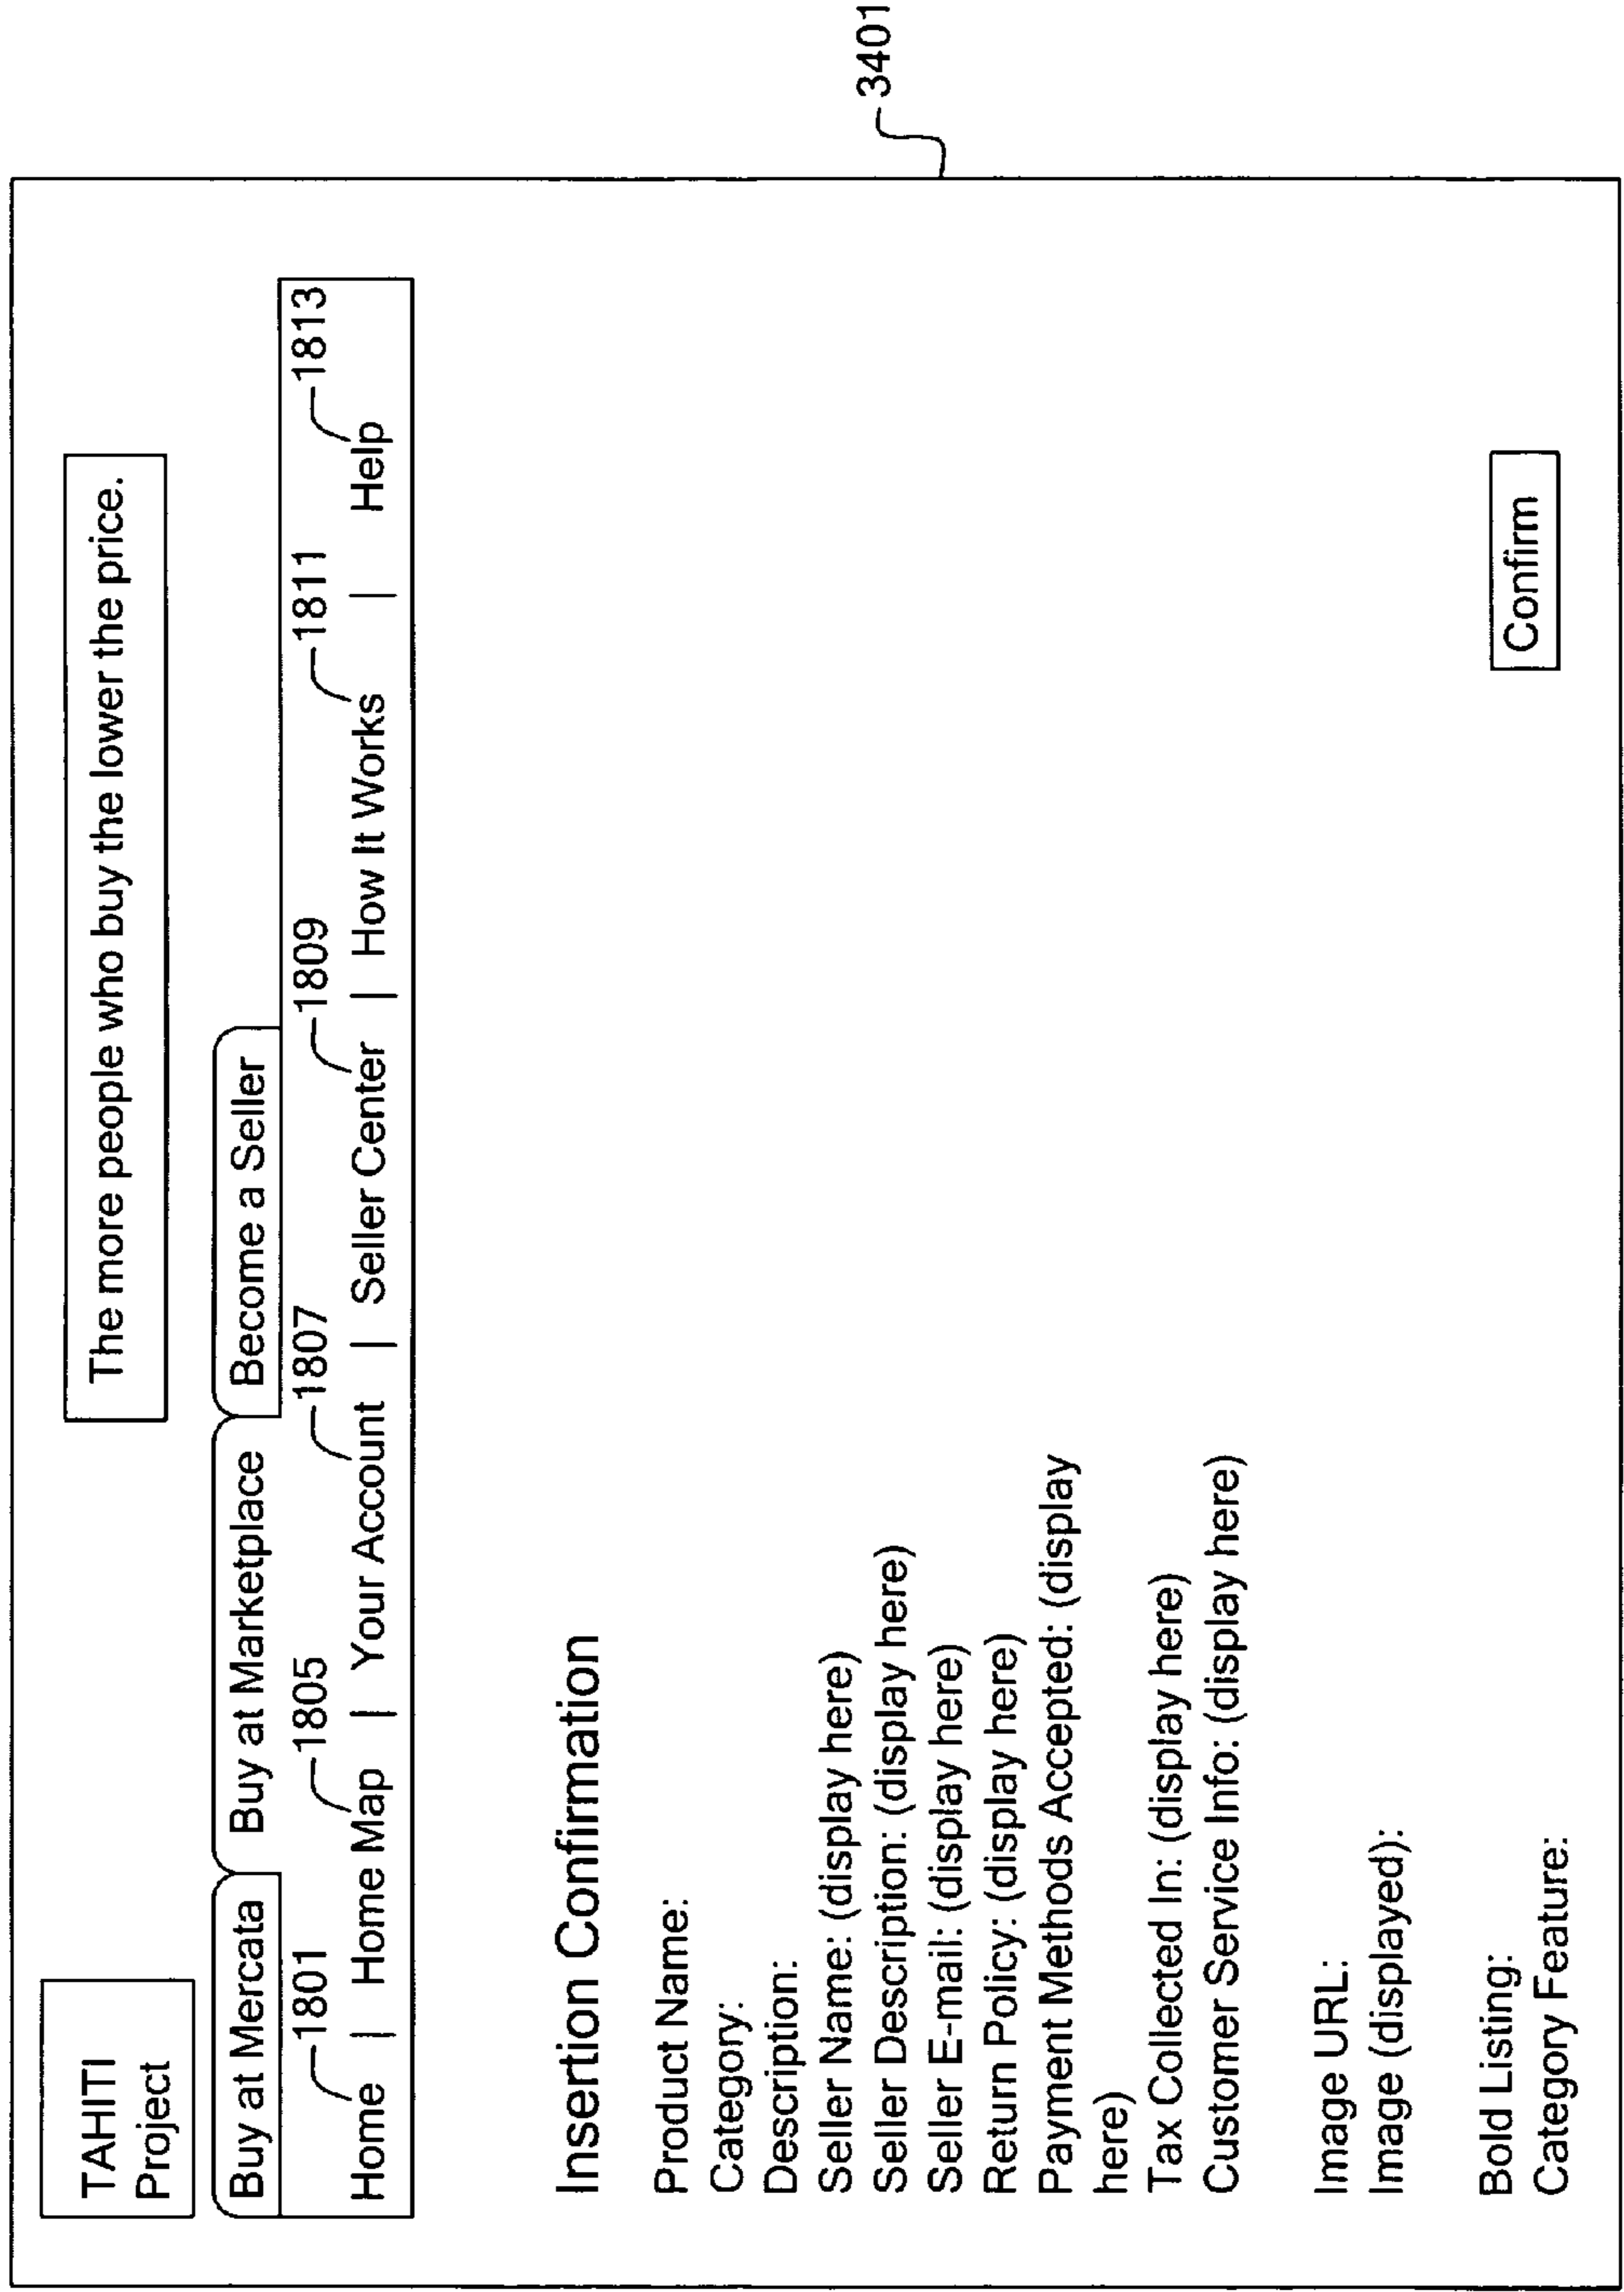 TAHITI
Project
The more people who buy the lower the price.
Buy at Mercata Buy at Marketplace Become a Seller
1801 1805 1807 1809 1811 1813
Home | Home Map | Your Account | Seller Center | How It Works | Help
Insertion Confirmation
Product Name:
Category:
Description:
Seller Name: (display here)
Seller Description: (display here)
Seller E-mail: (display here)
Return Policy: (display here)
Payment Methods Accepted: (display
here)
Tax Collected In: (display here)
Customer Service Info: (display here)
Image URL:
Image (displayed):
Bold Listing:
Category Feature:
Confirm
3401